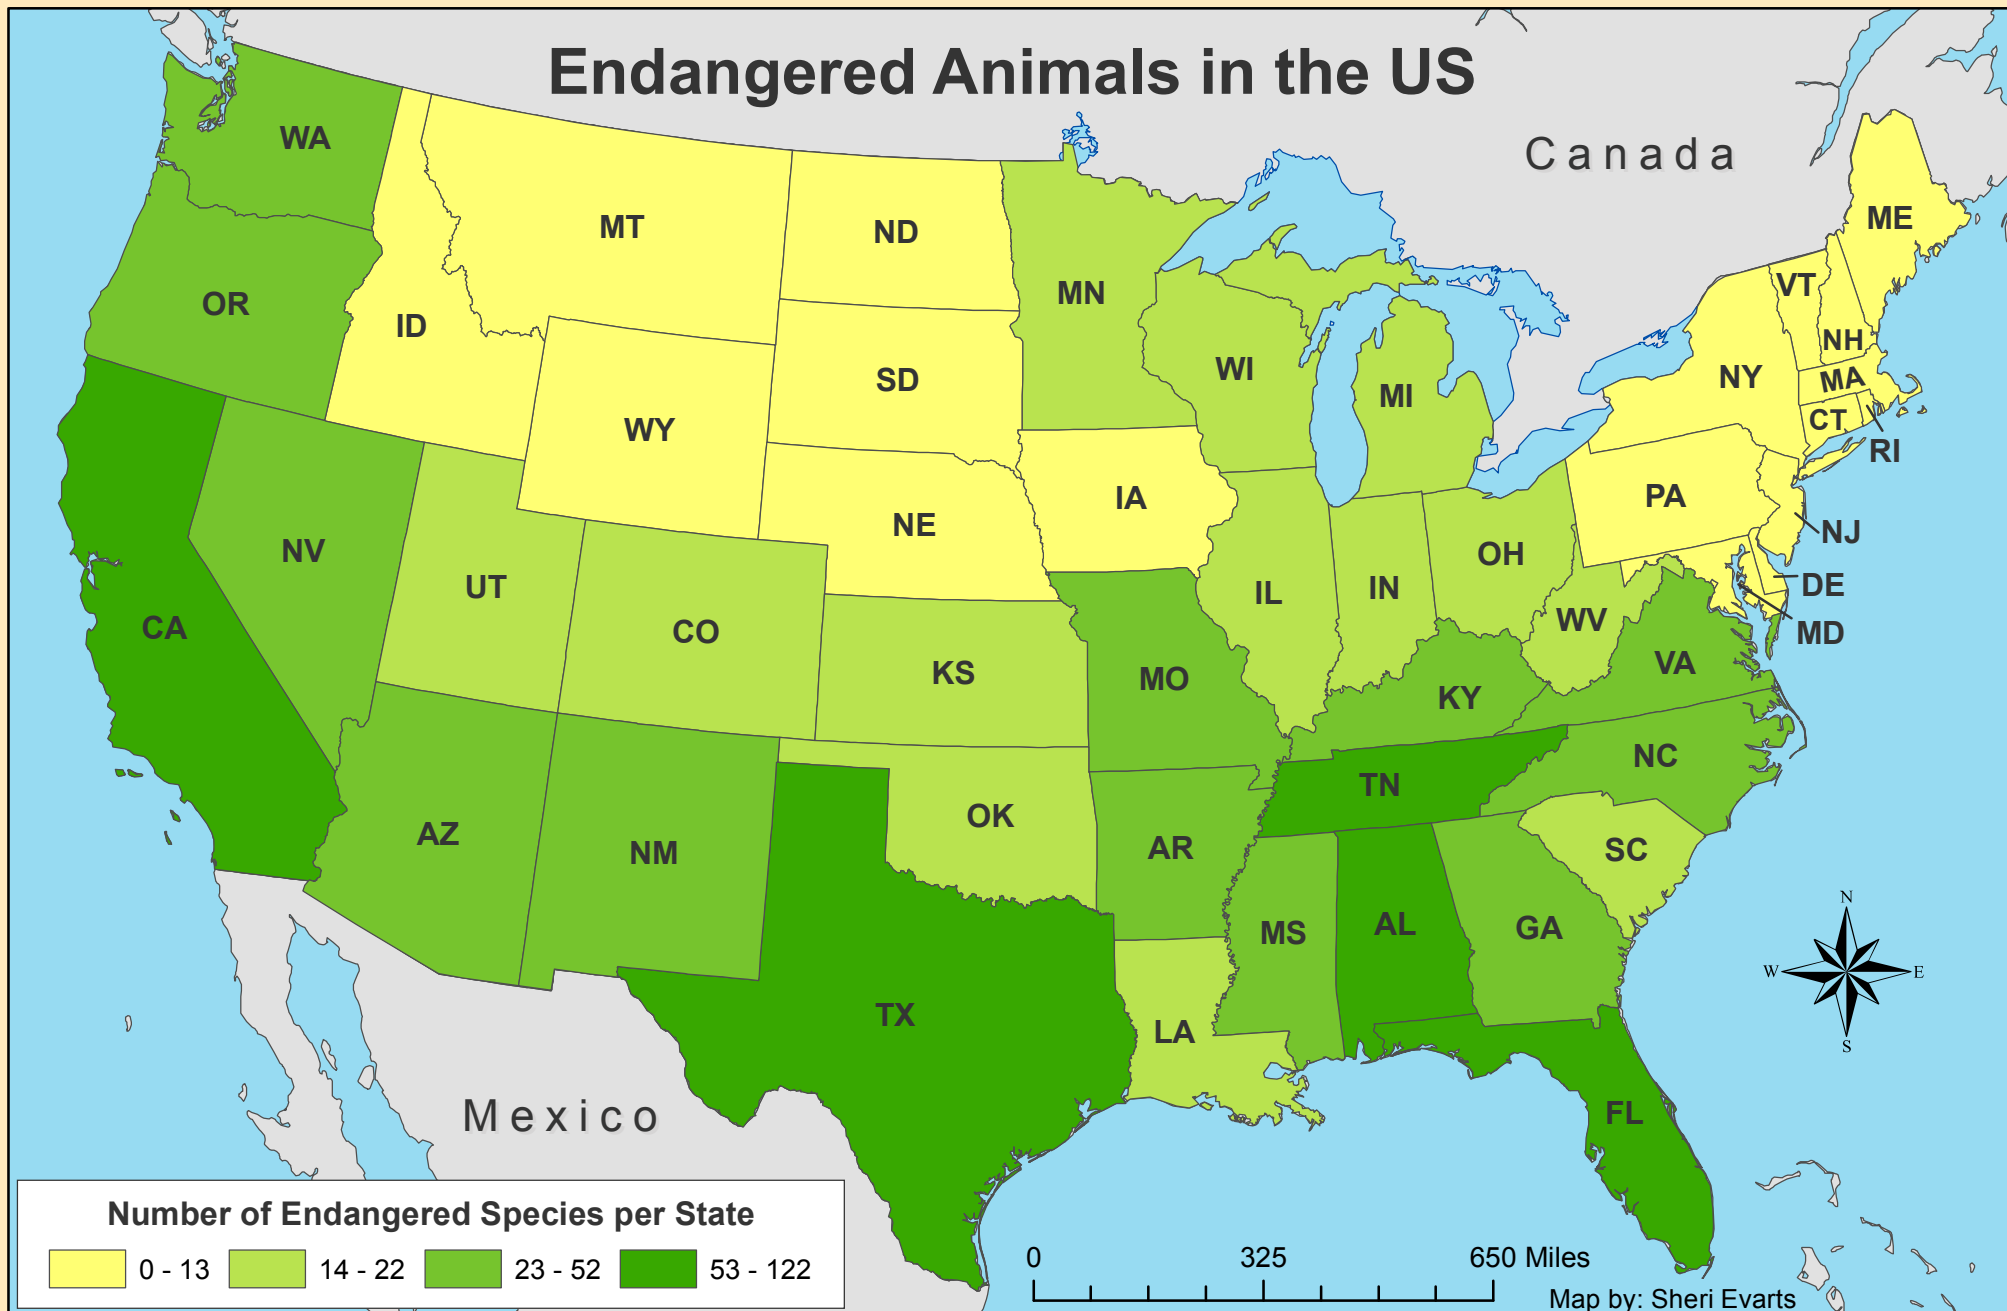 Endangered Animals in the US
Canada
WA
MT
ND
ME
MN
VT
OR
ID
NH
WI
SD
NY
MA
MI
CT
WY
RI
IA
PA
NE
NJ
NV
OH
UT
IL
IN
DE
WV
CA
CO
MD
VA
KS
MO
KY
NC
TN
OK
AZ
NM
AR
SC
MS
AL
GA
N
W
E
S
TX
LA
FL
Mexico
Number of Endangered Species per State
0 - 13
14 - 22
23 - 52
53 - 122
0 325 650 Miles
Map by: Sheri Evarts